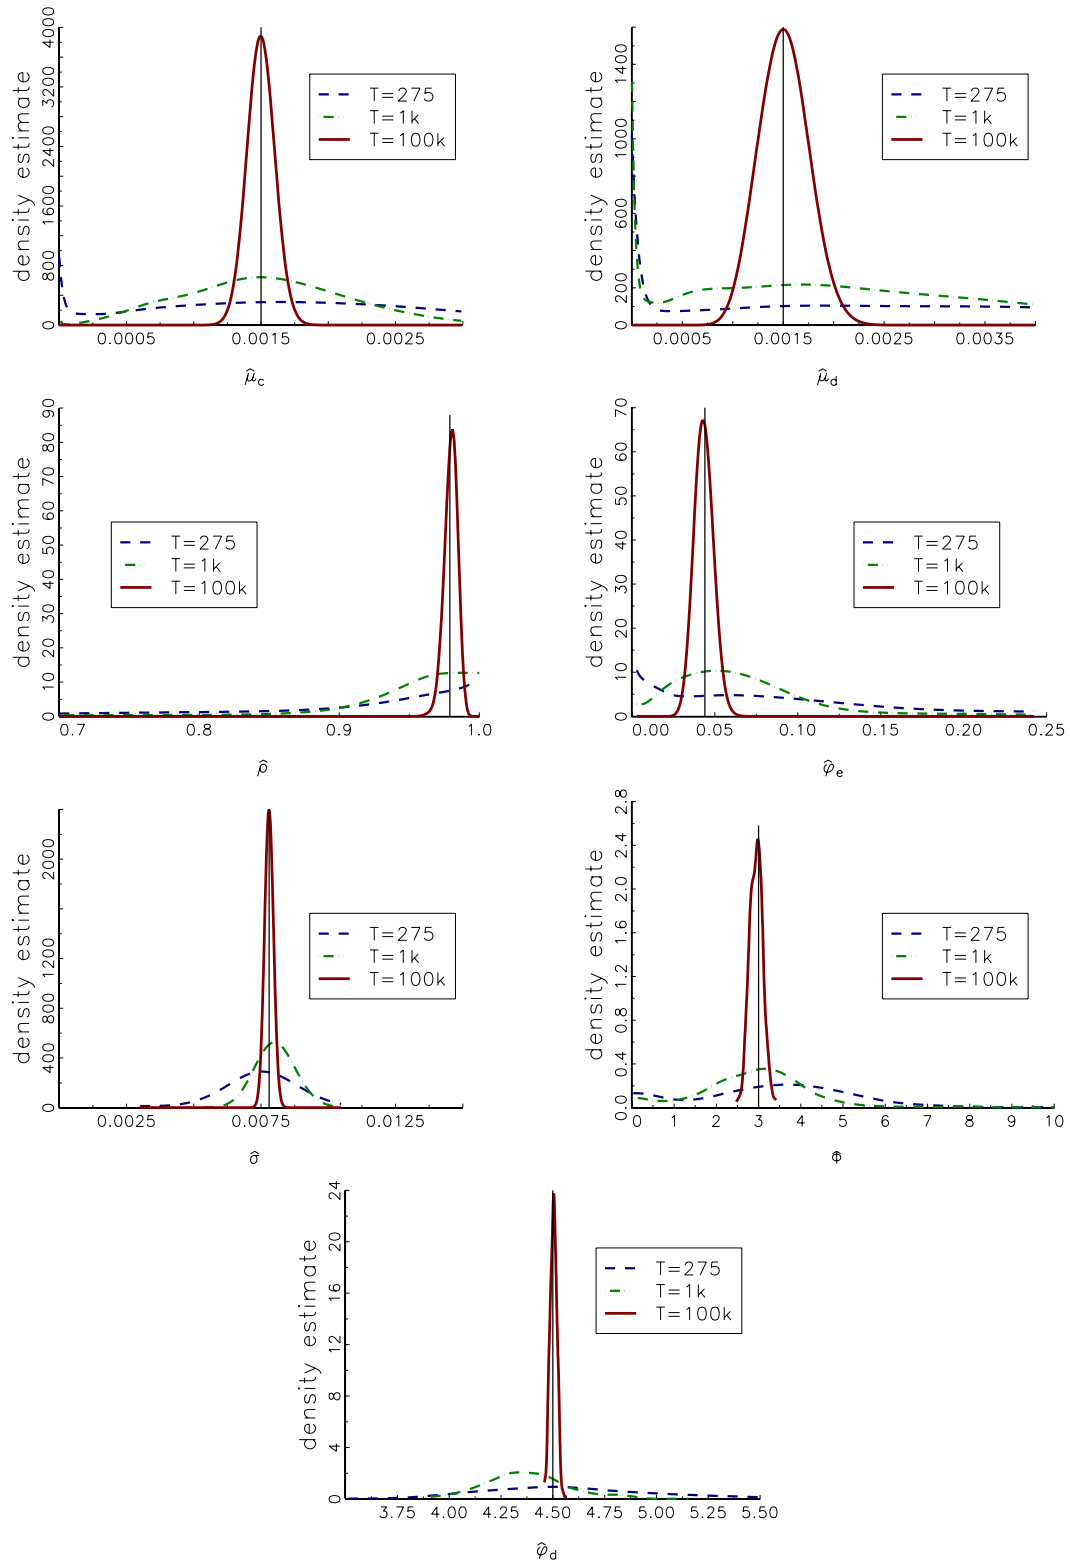 density estimate
4000
3200
2400
1600
800
0
T=275
T=1k
T=100k
0.0005
0.0015
0.0025
μ̂c
density estimate
1400
1000
600
200
0
T=275
T=1k
T=100k
0.0005
0.0015
0.0025
0.0035
μ̂d
density estimate
90
80
70
60
50
40
30
20
10
0
T=275
T=1k
T=100k
0.7
0.8
0.9
1.0
ρ̂
density estimate
70
60
50
40
30
20
10
0
T=275
T=1k
T=100k
0.00
0.05
0.10
0.15
0.20
0.25
φ̂e
density estimate
2000
1200
800
400
0
T=275
T=1k
T=100k
0.0025
0.0075
0.0125
σ̂
density estimate
2.8
2.4
2.0
1.6
1.2
0.8
0.4
0.0
T=275
T=1k
T=100k
0 1 2 3 4 5 6 7 8 9 10
Φ̂
density estimate
24
20
16
12
8
4
0
T=275
T=1k
T=100k
3.75
4.00
4.25
4.50
4.75
5.00
5.25
5.50
φ̂d